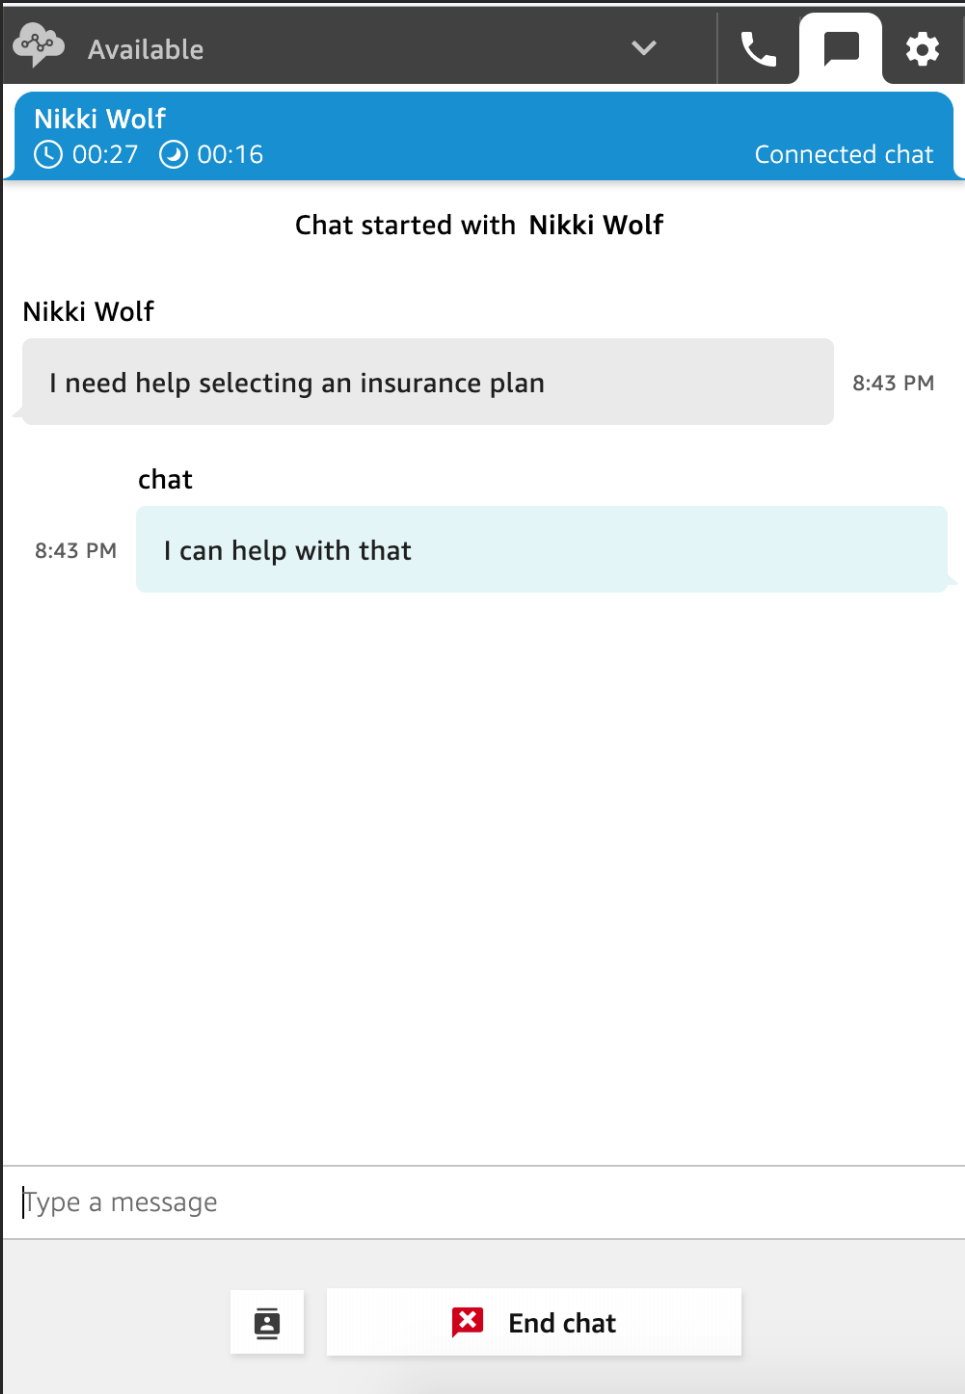 Available
Nikki Wolf
00:27 00:16 Connected chat
Chat started with Nikki Wolf
Nikki Wolf
I need help selecting an insurance plan 8:43 PM
chat
8:43 PM I can help with that
Type a message
End chat